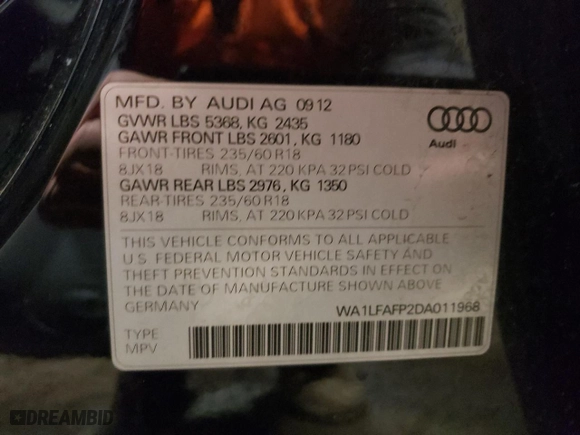 MFD. BY AUDI AG 09 12
GVWR LBS 5368, KG 2435
GAWR FRONT LBS 2601, KG 1180
FRONT-TIRES 235/60 R18
8JX18 RIMS, AT 220 KPA 32 PSI COLD
GAWR REAR LBS 2976, KG 1350
REAR-TIRES 235/60 R18
8JX18 RIMS, AT 220 KPA 32 PSI COLD
Audi
THIS VEHICLE CONFORMS TO ALL APPLICABLE
U.S. FEDERAL MOTOR VEHICLE SAFETY AND
THEFT PREVENTION STANDARDS IN EFFECT ON
THE DATE OF MANUFACTURE SHOWN ABOVE
GERMANY WA1LFAFP2DA011968
TYPE
MPV
DREAMBID